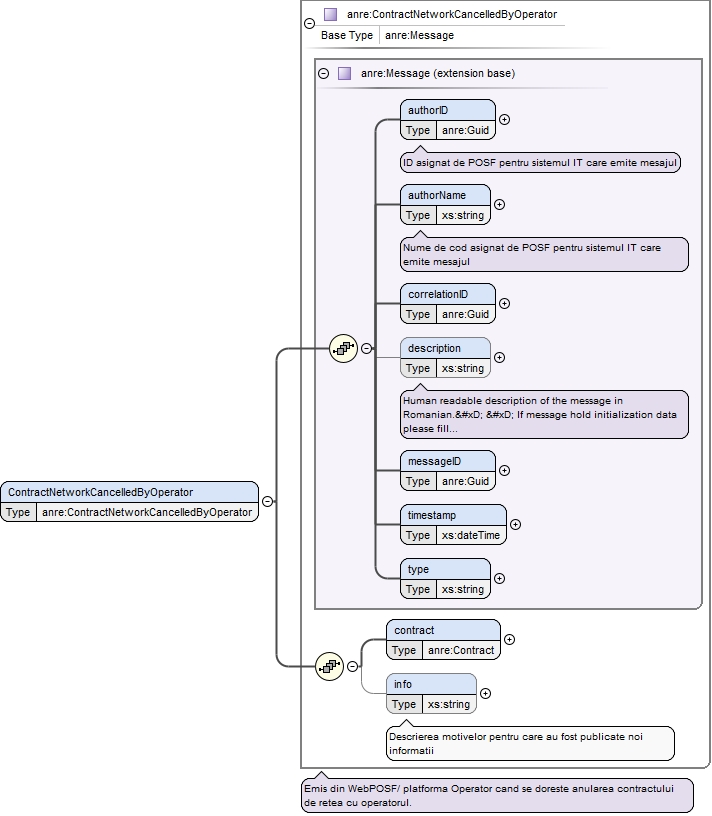 anre:ContractNetworkCancelledByOperator
Base Type anre:Message
anre:Message (extension base)
authorID
Type anre:Guid
ID asignat de POSF pentru sistemul IT care emite mesajul
authorName
Type xs:string
Nume de cod asignat de POSF pentru sistemul IT care
emite mesajul
correlationID
Type anre:Guid
description
Type xs:string
Human readable description of the message in
Romanian.&#xD; &#xD; If message hold initialization data
please fill...
messageID
Type anre:Guid
ContractNetworkCancelledByOperator
Type anre:ContractNetworkCancelledByOperator
timestamp
Type xs:dateTime
type
Type xs:string
contract
Type anre:Contract
info
Type xs:string
Descrierea motivelor pentru care au fost publicate noi
informatii
Emis din WebPOSF/ platforma Operator cand se doreste anularea contractului
de retea cu operatorul.